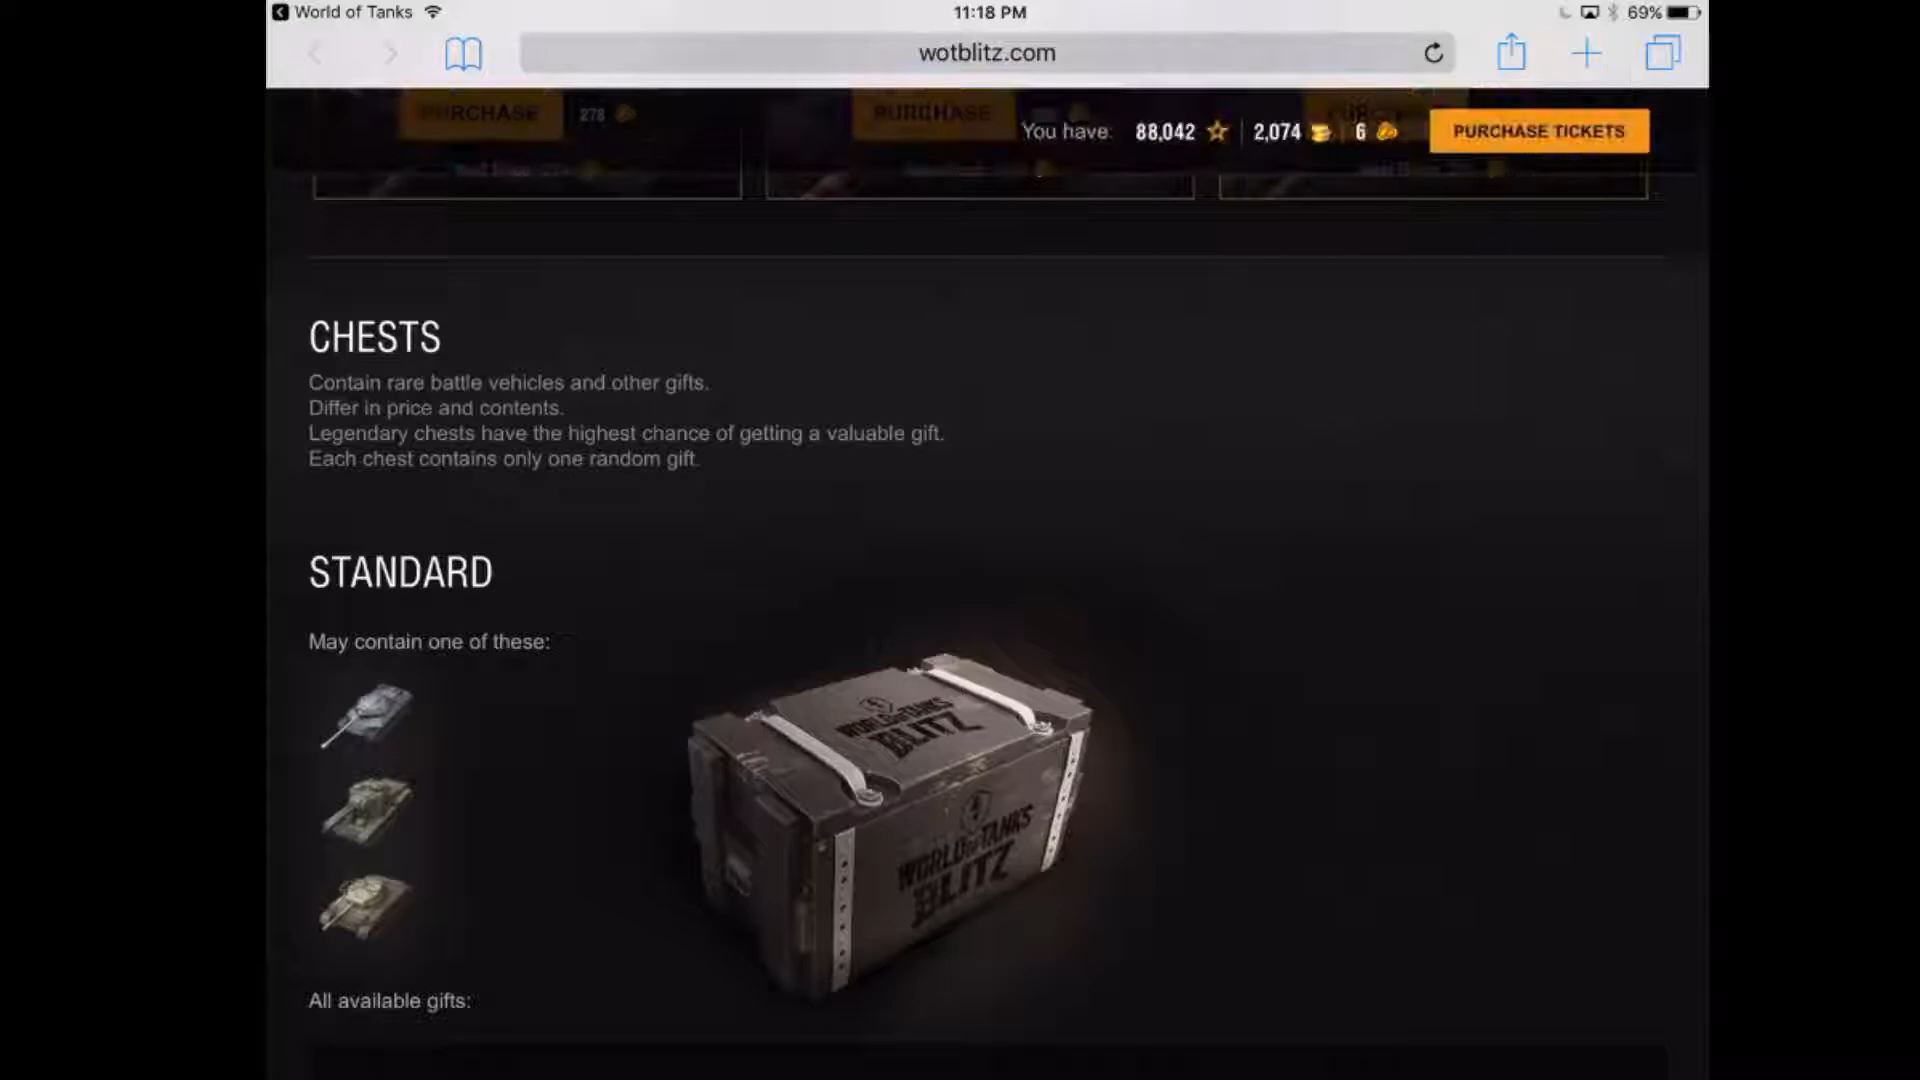 World of Tanks
11:18 PM
69%
wotblitz.com
PURCHASE
278
PURCHASE
You have: 88,042 2,074 6
PURCHASE TICKETS
CHESTS
Contain rare battle vehicles and other gifts.
Differ in price and contents.
Legendary chests have the highest chance of getting a valuable gift.
Each chest contains only one random gift.
STANDARD
May contain one of these:
WORLD OF TANKS
BLITZ
WORLD OF TANKS
BLITZ
All available gifts: